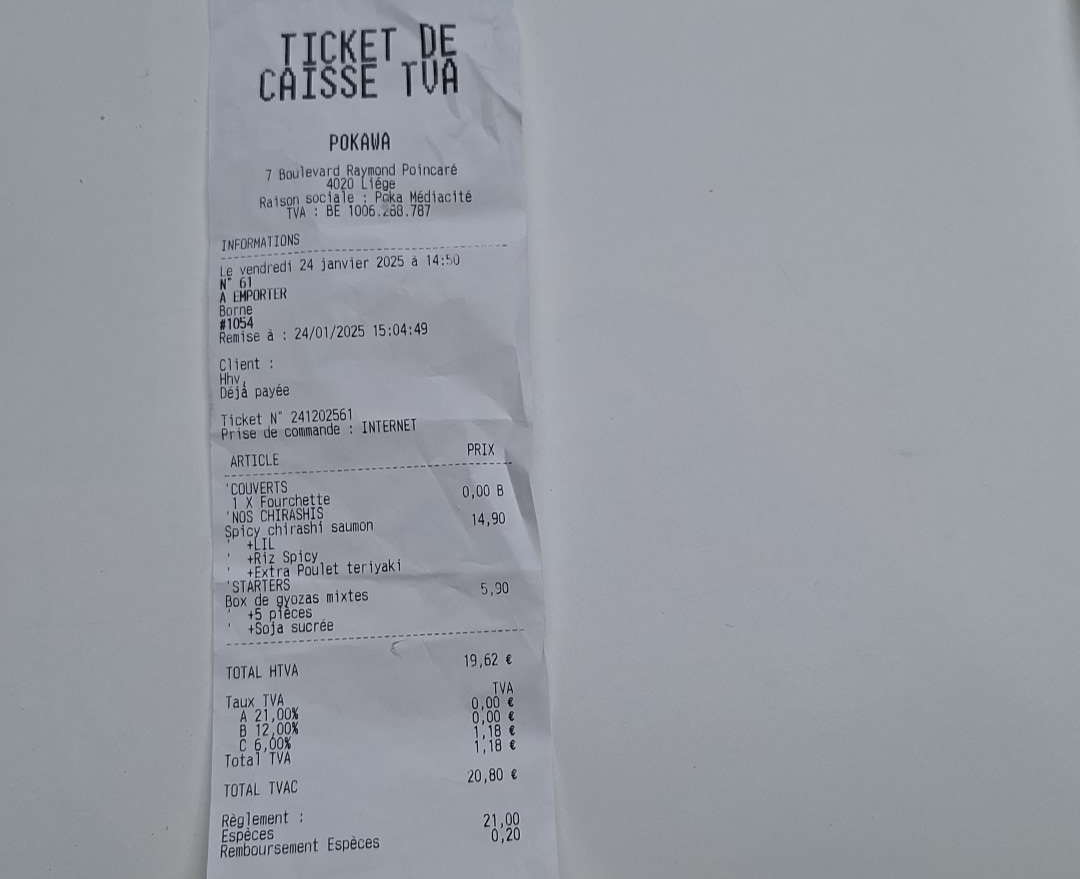 TICKET DE
CAISSE TVA
POKAWA
7 Boulevard Raymond Poincaré
4020 Liége
Raison sociale : Poka Médiacité
TVA : BE 1006.288.787
INFORMATIONS
Le vendredi 24 janvier 2025 à 14:50
N° 61
A EMPORTER
Borne
#1054
Remise à : 24/01/2025 15:04:49
Client :
Hhv,
Déjà payée
Ticket N° 241202561
Prise de commande : INTERNET
ARTICLE PRIX
'COUVERTS
1 X Fourchette 0,00 B
'NOS CHIRASHIS
Spicy chirashi saumon 14,90
' +LIL
' +Riz Spicy
' +Extra Poulet teriyaki
'STARTERS
Box de gyozas mixtes 5,90
' +5 pièces
' +Soja sucrée
TOTAL HTVA 19,62 €
Taux TVA TVA
A 21,00% 0,00 €
B 12,00% 0,00 €
C 6,00% 1,18 €
Total TVA 1,18 €
TOTAL TVAC 20,80 €
Règlement :
Espèces 21,00
Remboursement Espèces 0,20